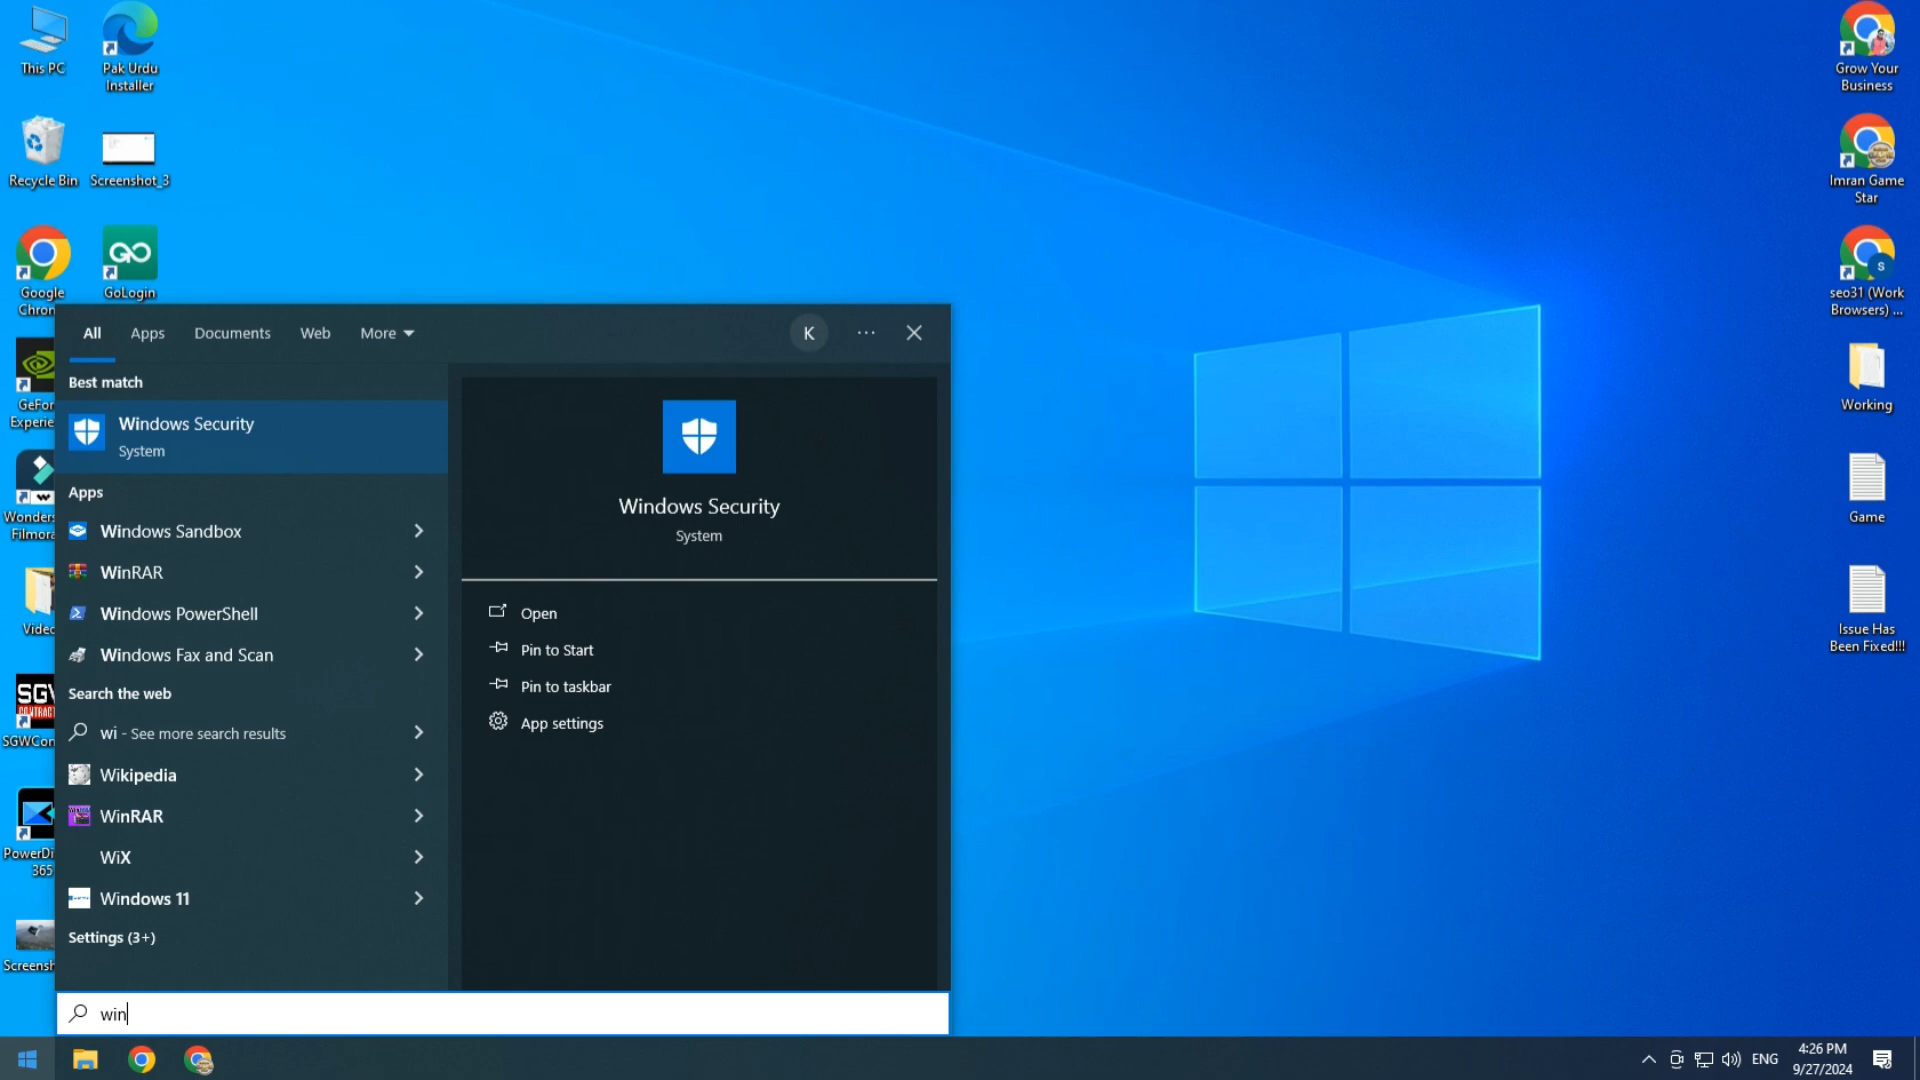 This PC
Pak Urdu
Installer
Recycle Bin
Screenshot_3
Google
Chron
GoLogin
GeFor
Experie
Wonders
Filmora
Video
SGW
CONTRACT
SGWCon
PowerDi
365
Screensh
All
Apps
Documents
Web
More
K
Best match
Windows Security
System
Apps
Windows Sandbox
WinRAR
Windows PowerShell
Windows Fax and Scan
Search the web
wi - See more search results
Wikipedia
WinRAR
WiX
Windows 11
Settings (3+)
Windows Security
System
Open
Pin to Start
Pin to taskbar
App settings
win
Grow Your
Business
Imran Game
Star
s
seo31 (Work
Browsers) ...
Working
Game
Issue Has
Been Fixed!!!
ENG
4:26 PM
9/27/2024